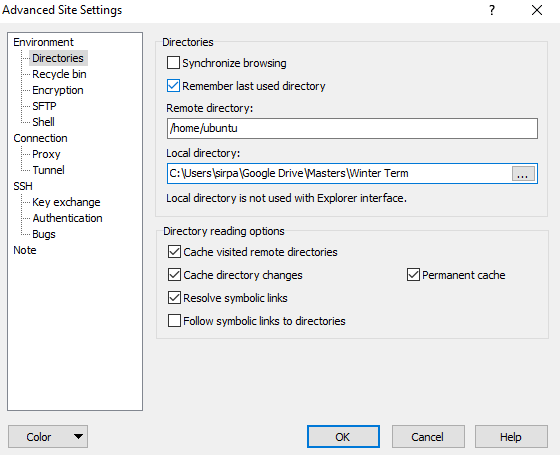 Advanced Site Settings
?
Environment
Directories
Recycle bin
Encryption
SFTP
Shell
Connection
Proxy
Tunnel
SSH
Key exchange
Authentication
Bugs
Note
Directories
Synchronize browsing
Remember last used directory
Remote directory:
/home/ubuntu
Local directory:
C:\Users\sirpa\Google Drive\Masters\Winter Term
...
Local directory is not used with Explorer interface.
Directory reading options
Cache visited remote directories
Cache directory changes
Permanent cache
Resolve symbolic links
Follow symbolic links to directories
Color
OK
Cancel
Help